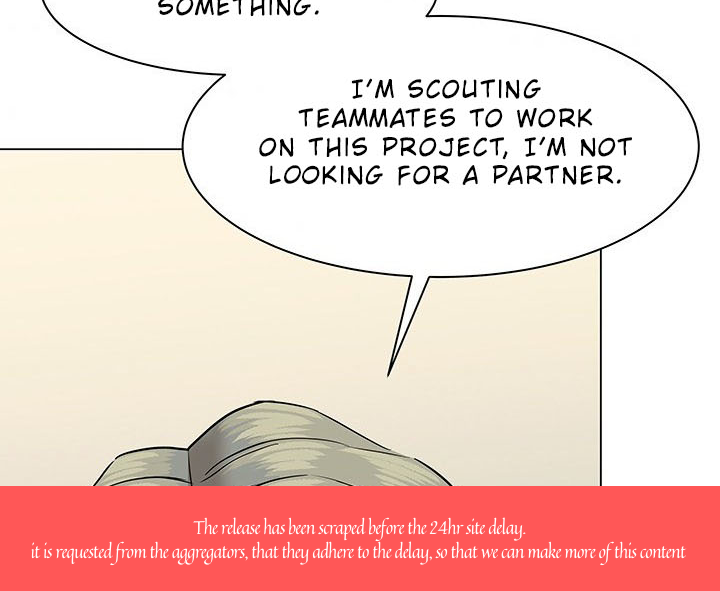 SOMETHING.
I'M SCOUTING
TEAMMATES TO WORK
ON THIS PROJECT, I'M NOT
LOOKING FOR A PARTNER.
The release has been scraped before the 24hr site delay.
it is requested from the aggregators, that they adhere to the delay, so that we can make more of this content